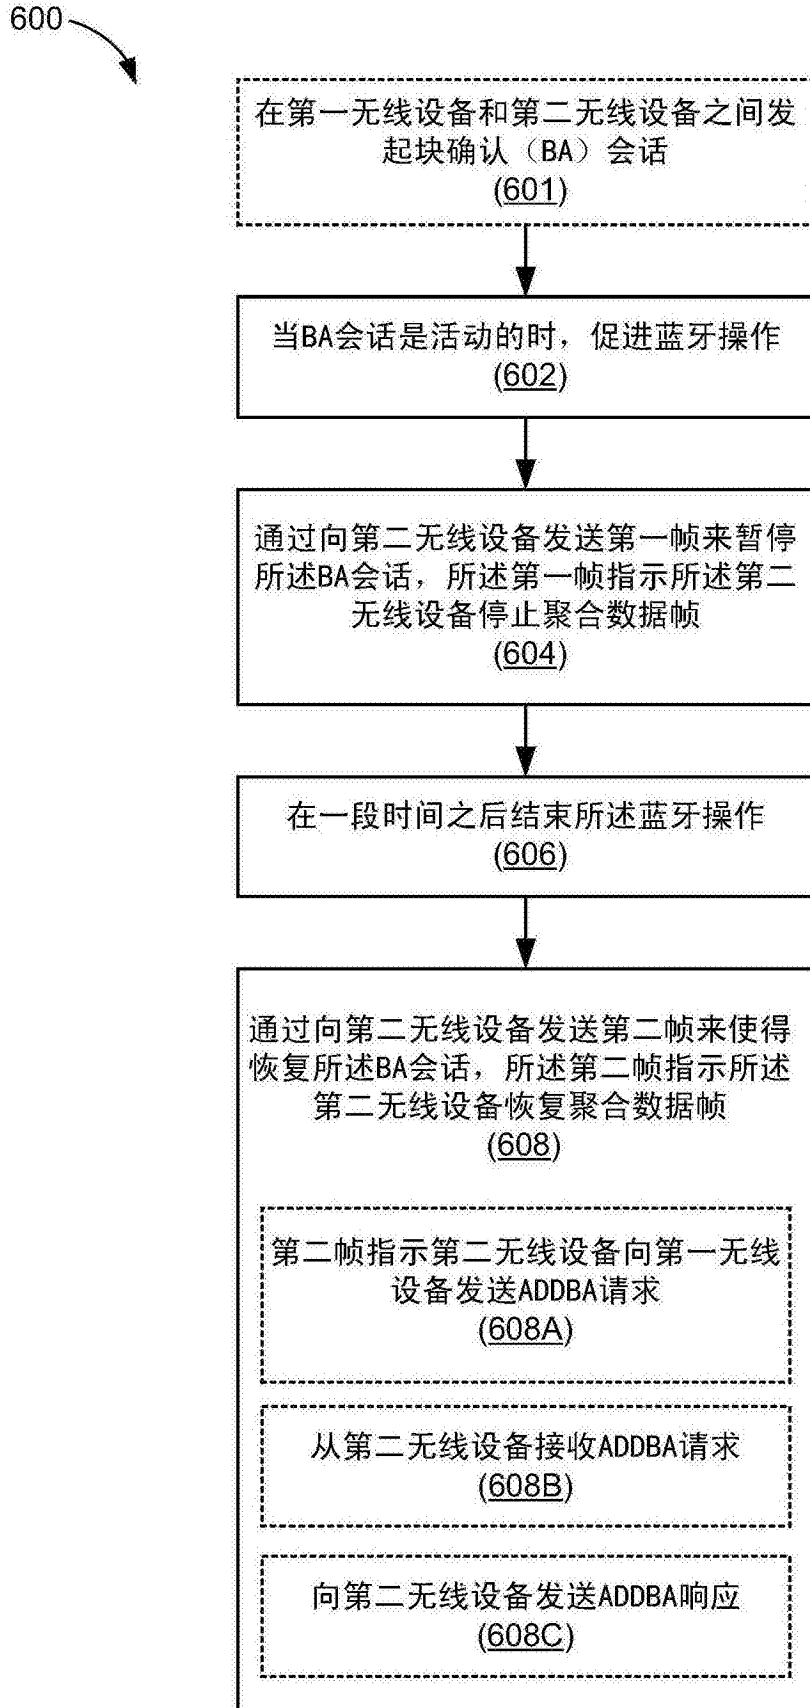 600
在第一无线设备和第二无线设备之间发
起块确认（BA）会话
(601)
当BA会话是活动的时，促进蓝牙操作
(602)
通过向第二无线设备发送第一帧来暂停
所述BA会话，所述第一帧指示所述第二
无线设备停止聚合数据帧
(604)
在一段时间之后结束所述蓝牙操作
(606)
通过向第二无线设备发送第二帧来使得
恢复所述BA会话，所述第二帧指示所述
第二无线设备恢复聚合数据帧
(608)
第二帧指示第二无线设备向第一无线
设备发送ADDBA请求
(608A)
从第二无线设备接收ADDBA请求
(608B)
向第二无线设备发送ADDBA响应
(608C)